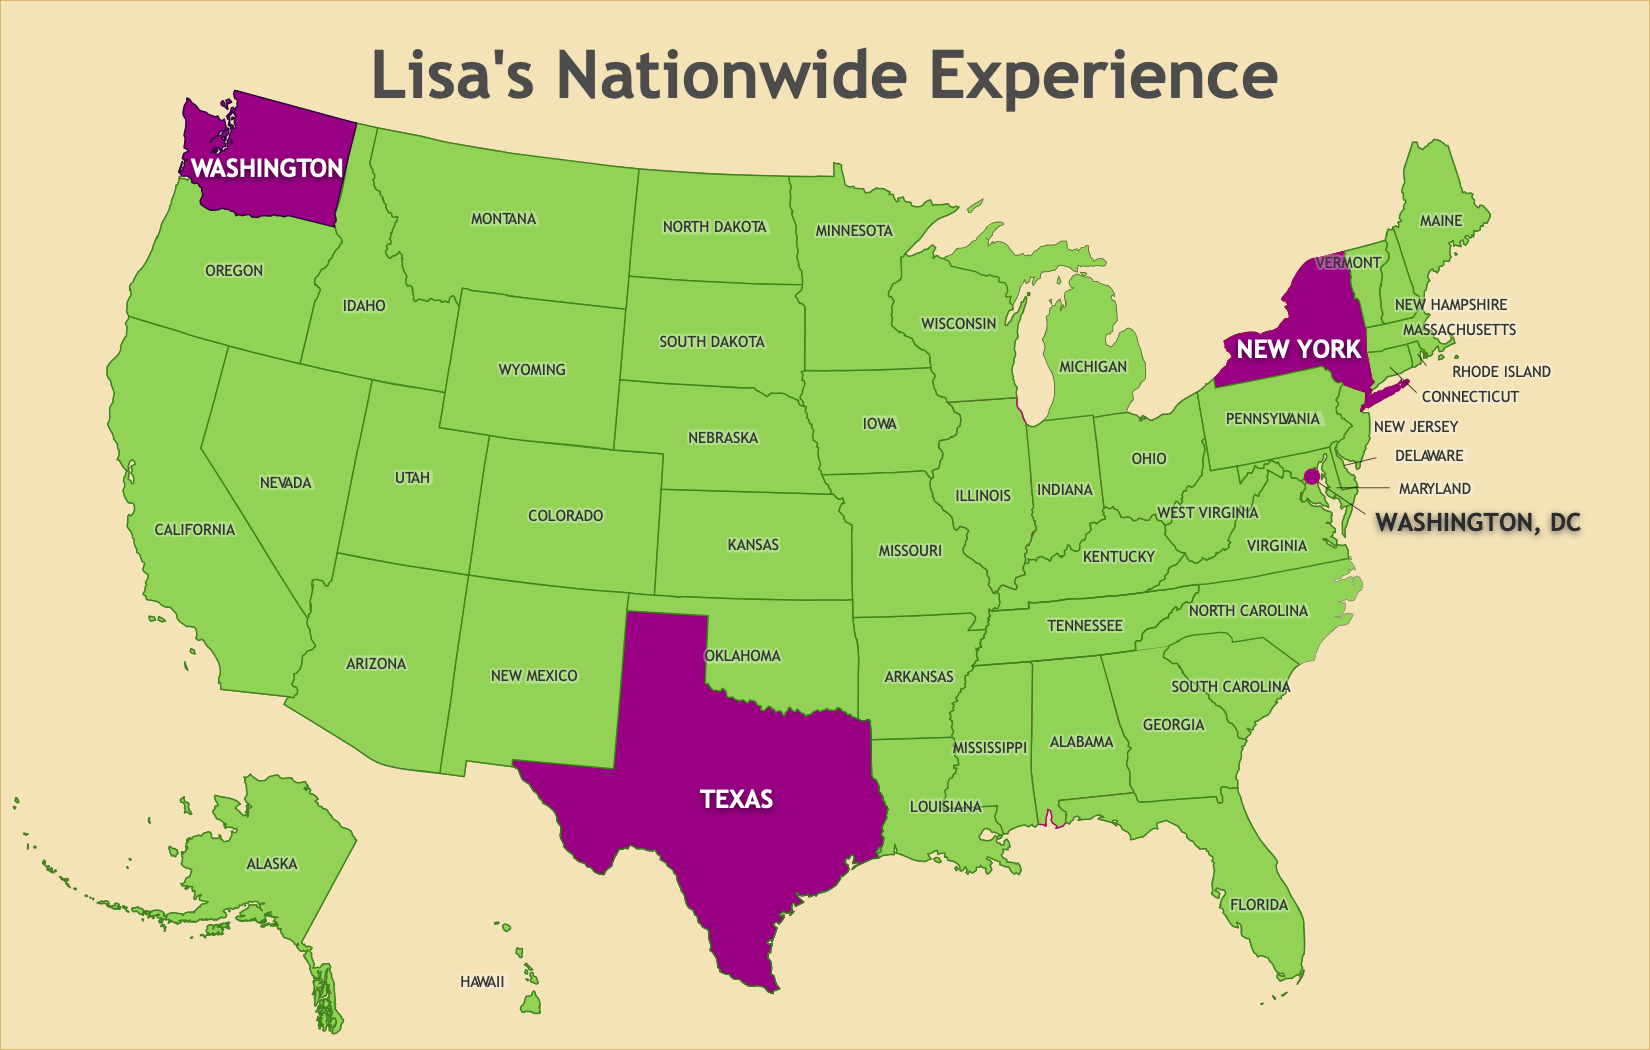 Lisa's Nationwide Experience
WASHINGTON
MONTANA
NORTH DAKOTA
MINNESOTA
MAINE
OREGON
IDAHO
VERMONT
NEW HAMPSHIRE
WISCONSIN
MASSACHUSETTS
SOUTH DAKOTA
NEW YORK
WYOMING
MICHIGAN
RHODE ISLAND
CONNECTICUT
IOWA
PENNSYLVANIA
NEW JERSEY
NEBRASKA
OHIO
DELAWARE
NEVADA
UTAH
ILLINOIS
INDIANA
MARYLAND
COLORADO
WEST VIRGINIA
WASHINGTON, DC
CALIFORNIA
KANSAS
MISSOURI
KENTUCKY
VIRGINIA
TENNESSEE
NORTH CAROLINA
ARIZONA
NEW MEXICO
OKLAHOMA
ARKANSAS
SOUTH CAROLINA
MISSISSIPPI
ALABAMA
GEORGIA
TEXAS
LOUISIANA
ALASKA
FLORIDA
HAWAII